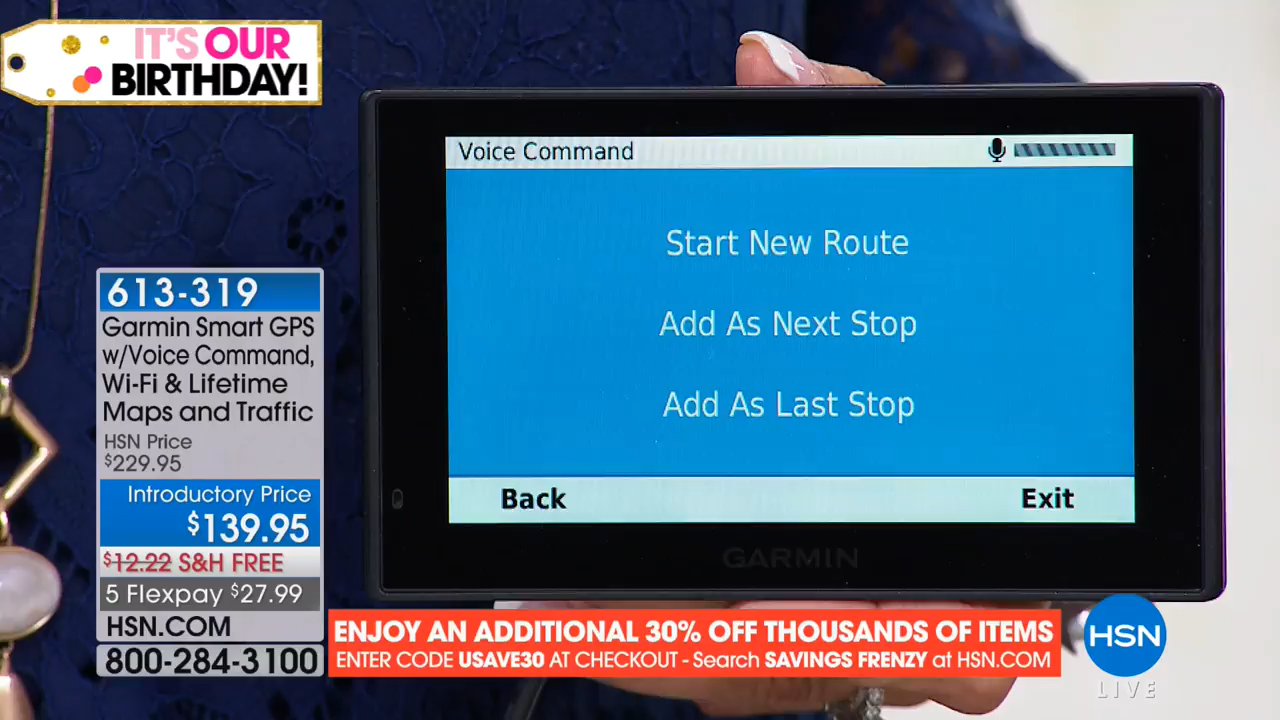 IT'S OUR
BIRTHDAY!
Voice Command
Start New Route
Add As Next Stop
Add As Last Stop
Back
Exit
GARMIN
613-319
Garmin Smart GPS
w/Voice Command,
Wi-Fi & Lifetime
Maps and Traffic
HSN Price
$229.95
Introductory Price
$139.95
$12.22 S&H FREE
5 Flexpay $27.99
HSN.COM
800-284-3100
ENJOY AN ADDITIONAL 30% OFF THOUSANDS OF ITEMS
ENTER CODE USAVE30 AT CHECKOUT - Search SAVINGS FRENZY at HSN.COM
HSN
LIVE